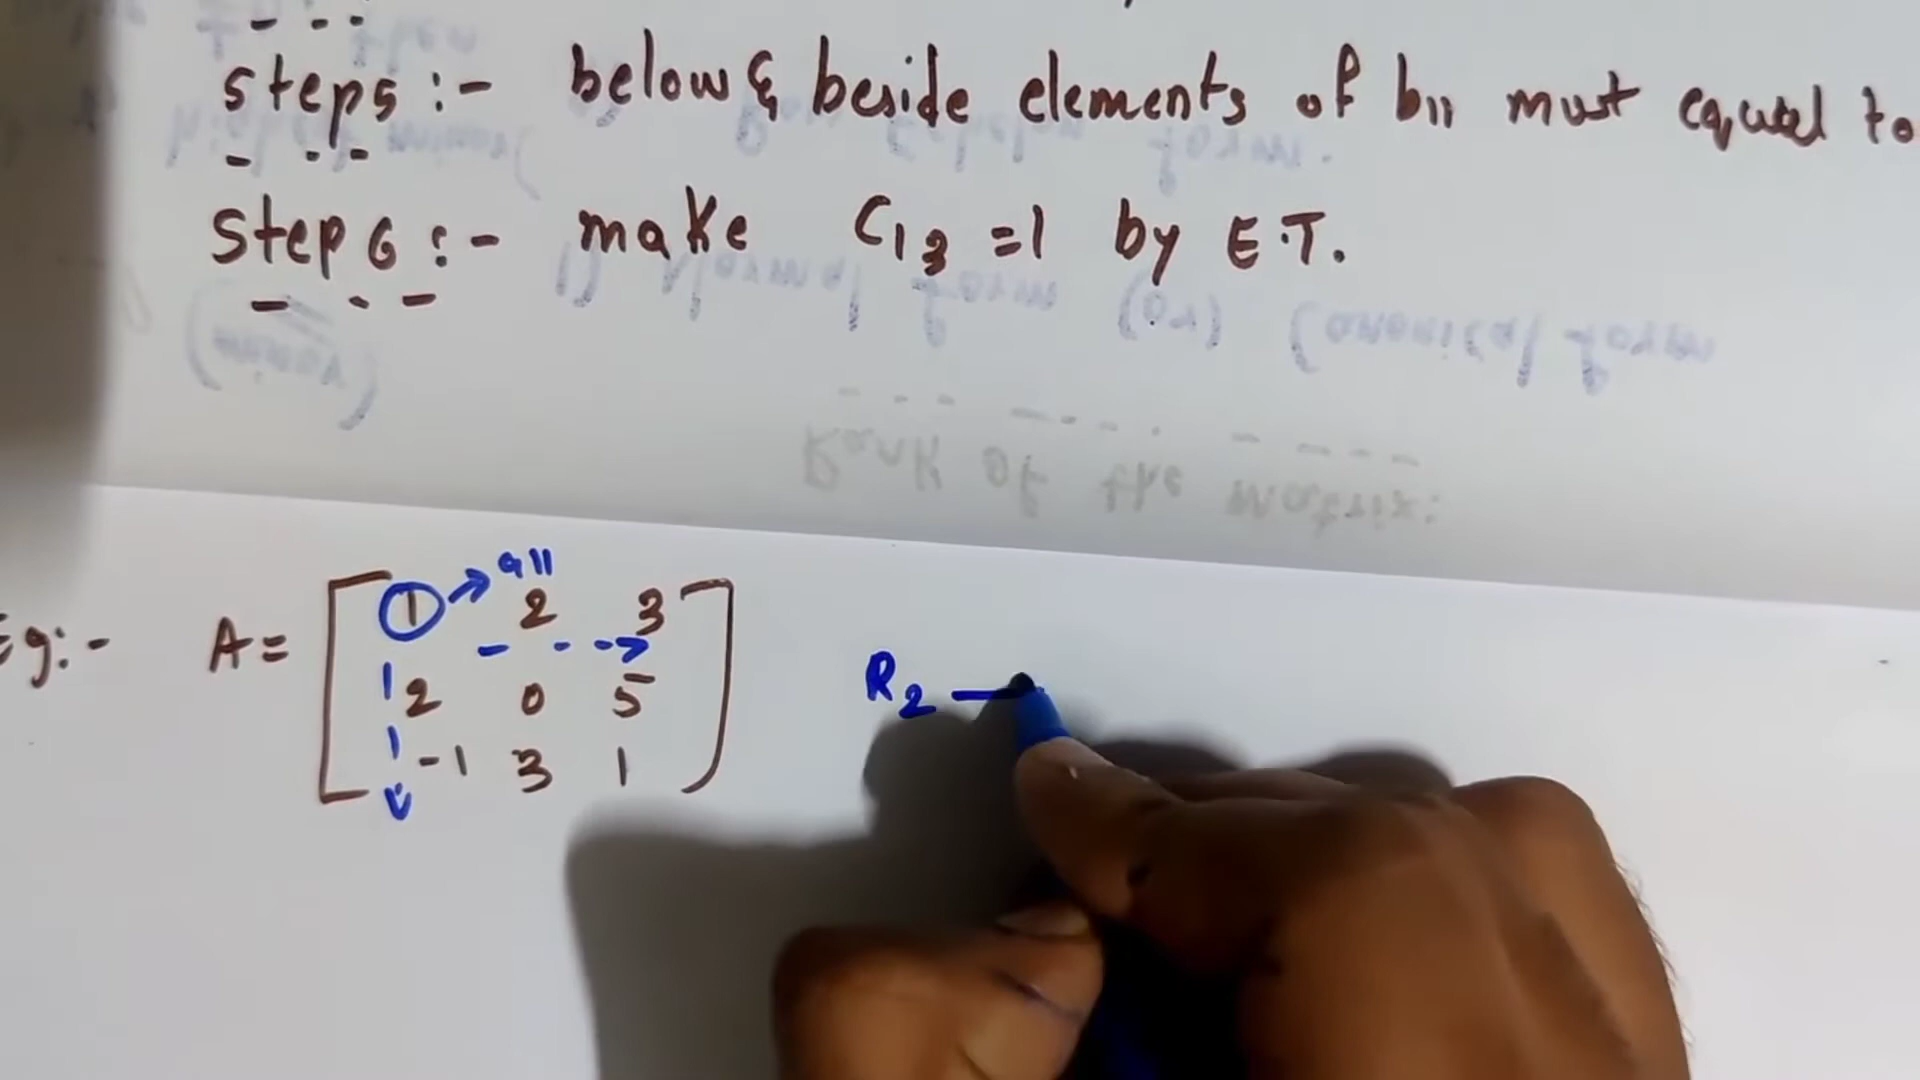 step5 :- below & beside elements of b11 must equal to
step 6 :- make C13 =1 by E.T.
Eg:- A= [ 1 → a11 2 3
2 0 5
-1 3 1 ]
R2 —